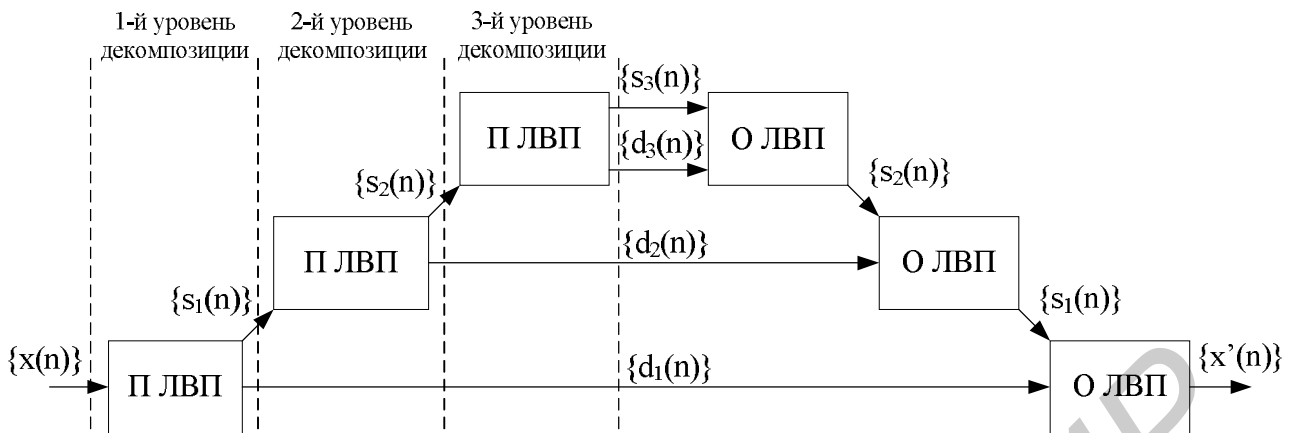 1-й уровень
декомпозиции
2-й уровень
декомпозиции
3-й уровень
декомпозиции
{s₃(n)}
П ЛВП
{d₃(n)}
О ЛВП
{s₂(n)}
{s₂(n)}
П ЛВП
{d₂(n)}
О ЛВП
{s₁(n)}
{s₁(n)}
{x(n)}
П ЛВП
{d₁(n)}
О ЛВП
{x’(n)}